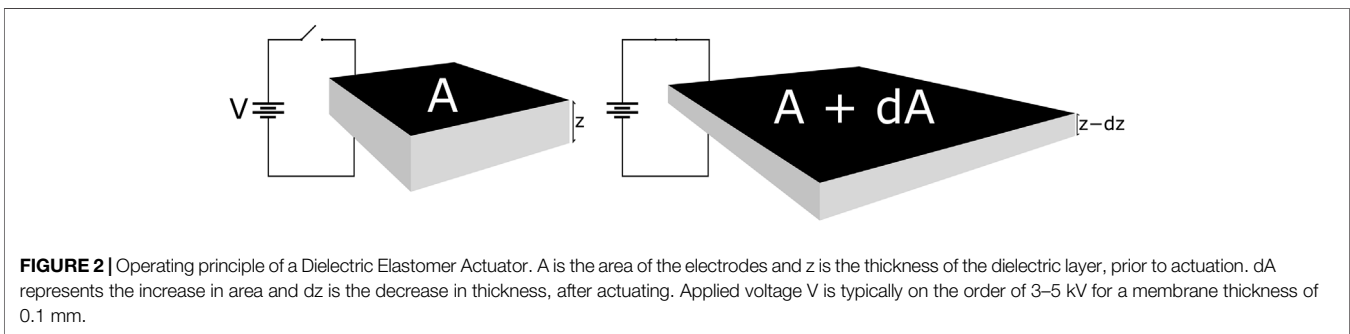 V
A
z
A + dA
z–dz
FIGURE 2 | Operating principle of a Dielectric Elastomer Actuator. A is the area of the electrodes and z is the thickness of the dielectric layer, prior to actuation. dA
represents the increase in area and dz is the decrease in thickness, after actuating. Applied voltage V is typically on the order of 3–5 kV for a membrane thickness of
0.1 mm.